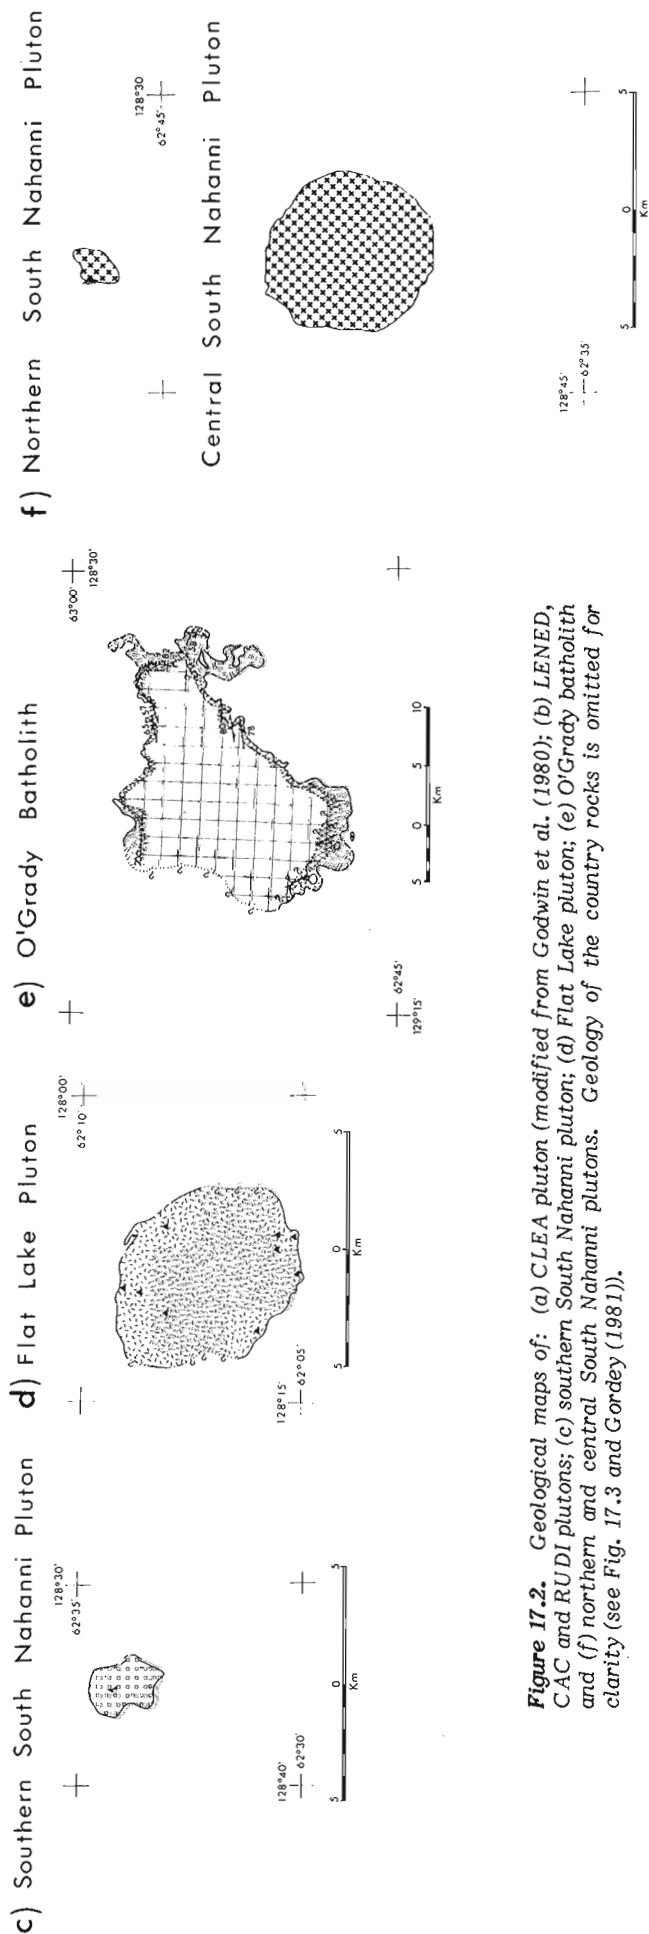 c) Southern South Nahanni Pluton
128°30'
62°35'
128°40'
62°30'
5 0 5
Km
d) Flat Lake Pluton
128°00'
62°10'
128°15'
62°05'
5 0 5
Km
e) O'Grady Batholith
63°00'
128°30'
62°45'
129°15'
5 0 5 10
Km
f) Northern South Nahanni Pluton
128°30
62°45'
Central South Nahanni Pluton
128°45'
62°35'
5 0 5
Km
Figure 17.2. Geological maps of: (a) CLEA pluton (modified from Godwin et al. (1980); (b) LENED,
CAC and RUDI plutons; (c) southern South Nahanni pluton; (d) Flat Lake pluton; (e) O'Grady batholith
and (f) northern and central South Nahanni plutons. Geology of the country rocks is omitted for
clarity (see Fig. 17.3 and Gordey (1981)).